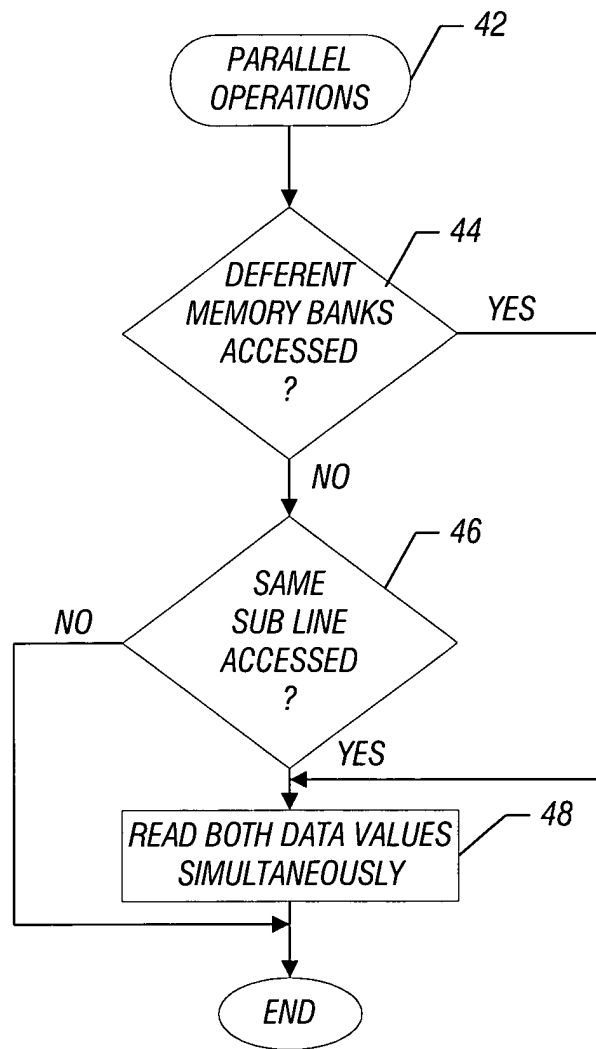 42
PARALLEL
OPERATIONS
44
DEFERENT
MEMORY BANKS
ACCESSED
?
YES
NO
46
SAME
SUB LINE
ACCESSED
?
NO
YES
48
READ BOTH DATA VALUES
SIMULTANEOUSLY
END